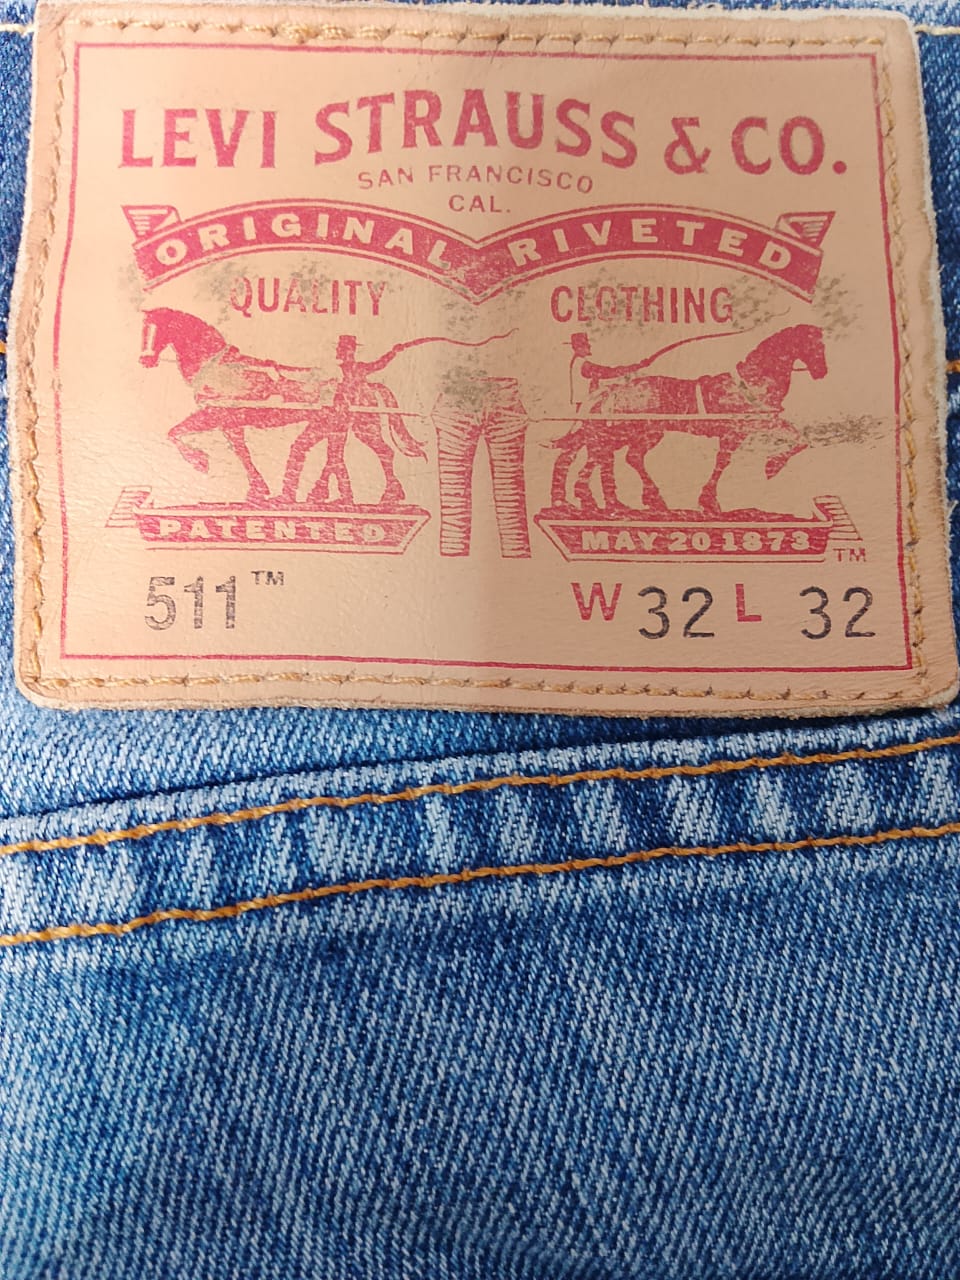 LEVI STRAUSS & CO.
SAN FRANCISCO
CAL.
ORIGINAL RIVETED
QUALITY CLOTHING
PATENTED MAY 20 1873 TM
511™ W 32 L 32